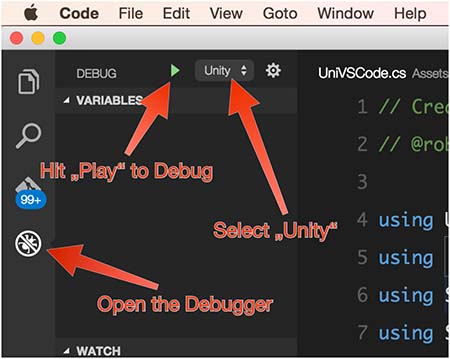 Code File Edit View Goto Window Help
DEBUG Unity UniVSCode.cs Assets
VARIABLES 1 // Crea
Hit „Play“ to Debug 2 // @rob
3
99+
4 using U
Select „Unity“ 5 using
Open the Debugger 6 using S
7 using S
WATCH